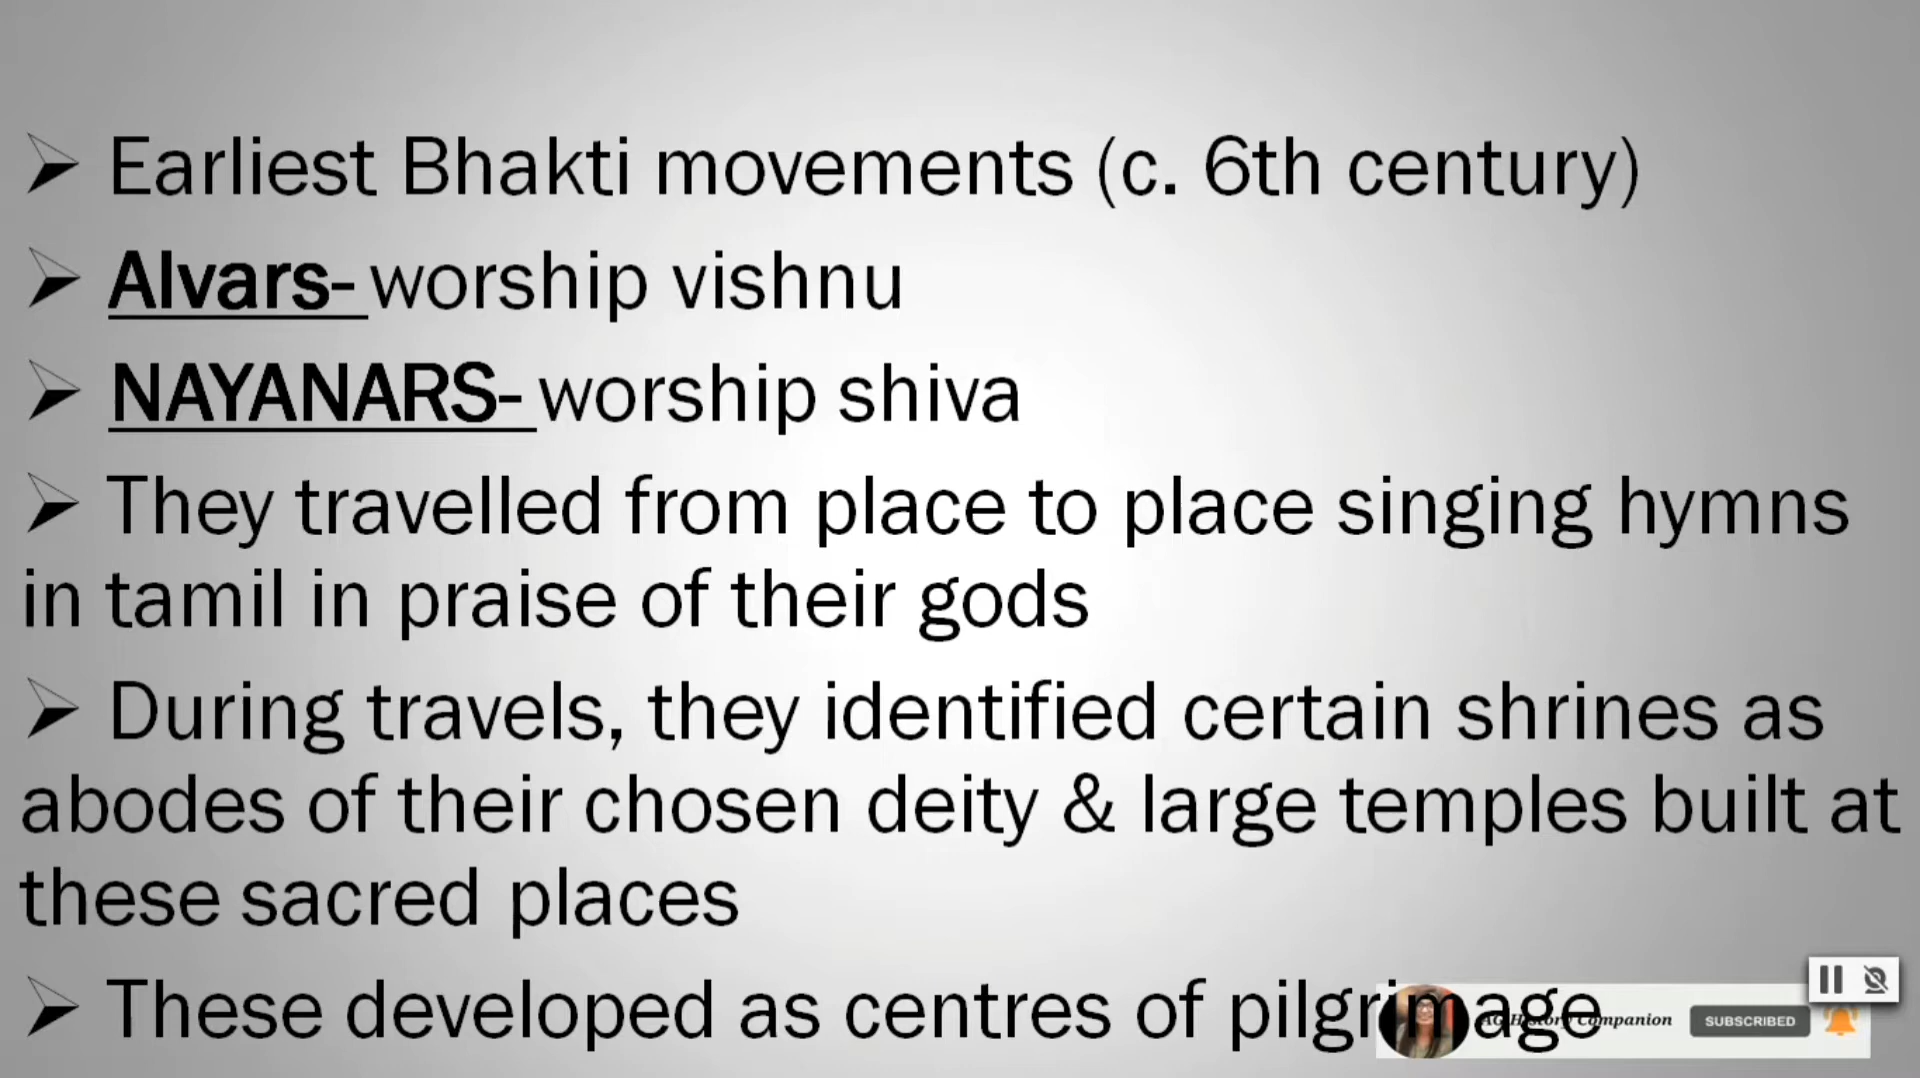 ➢ Earliest Bhakti movements (c. 6th century)
➢ Alvars- worship vishnu
➢ NAYANARS- worship shiva
➢ They travelled from place to place singing hymns
in tamil in praise of their gods
➢ During travels, they identified certain shrines as
abodes of their chosen deity & large temples built at
these sacred places
➢ These developed as centres of pilgrimage
History Companion
SUBSCRIBED